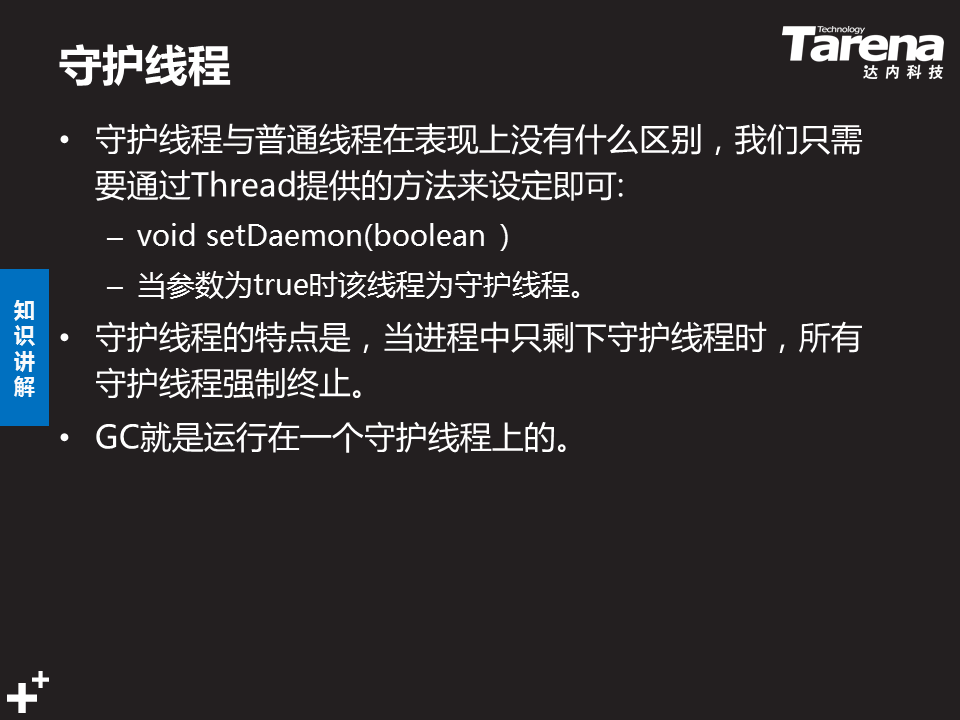 守护线程
Technology
Tarena
达内科技
• 守护线程与普通线程在表现上没有什么区别，我们只需
要通过Thread提供的方法来设定即可:
– void setDaemon(boolean ）
– 当参数为true时该线程为守护线程。
知识讲解
• 守护线程的特点是，当进程中只剩下守护线程时，所有
守护线程强制终止。
• GC就是运行在一个守护线程上的。